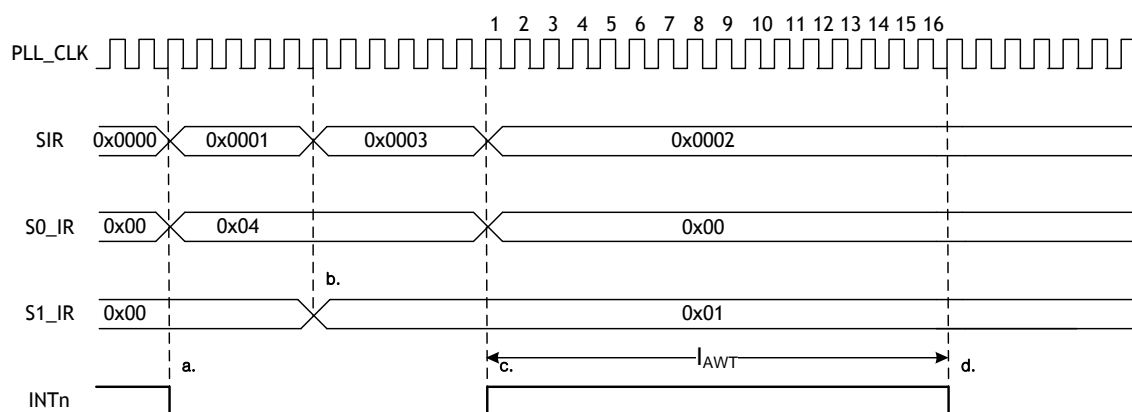 1 2 3 4 5 6 7 8 9 10 11 12 13 14 15 16
PLL_CLK
SIR 0x0000 0x0001 0x0003 0x0002
S0_IR 0x00 0x04 0x00
b.
S1_IR 0x00 0x01
a. c. IAWT d.
INTn